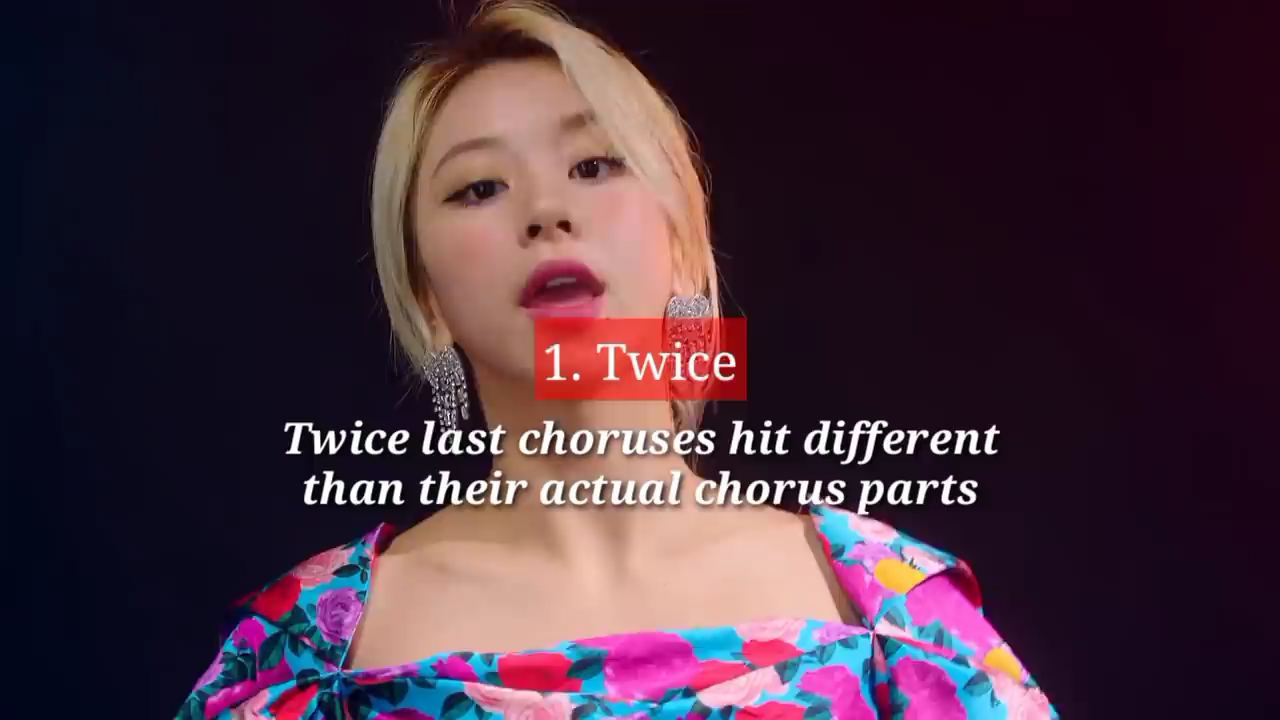 1. Twice
Twice last choruses hit different
than their actual chorus parts